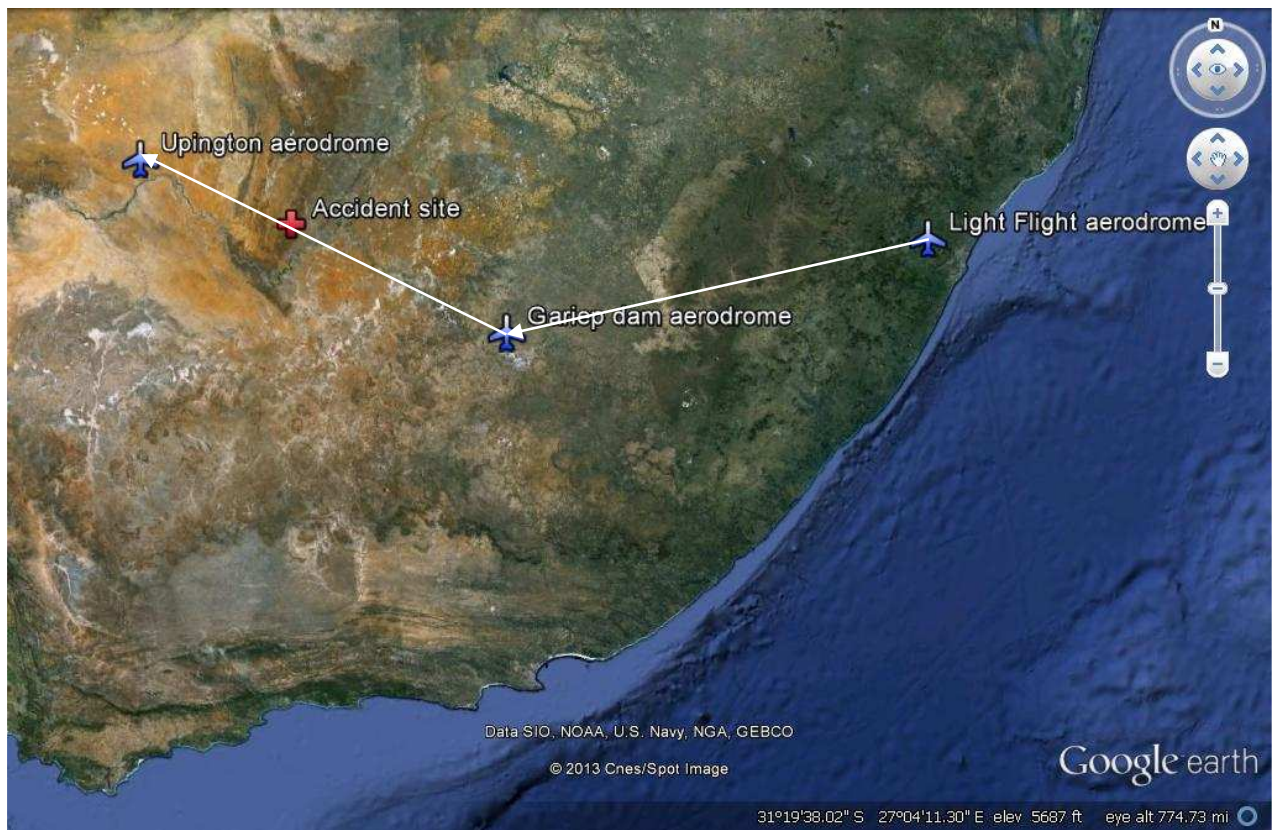 N
Upington aerodrome
Accident site
Light Flight aerodrome
Gariep dam aerodrome
Data SIO, NOAA, U.S. Navy, NGA, GEBCO
© 2013 Cnes/Spot Image
Google earth
31°19'38.02" S 27°04'11.30" E elev 5687 ft eye alt 774.73 mi